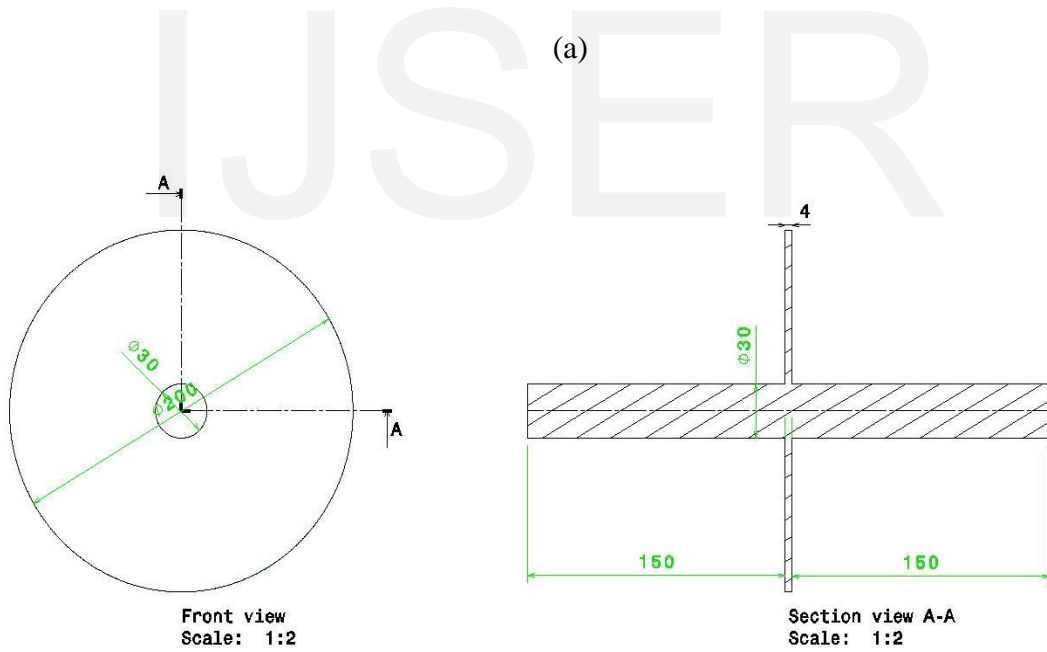 IJSER
(a)
A
4
Ø30
Ø200
A
Ø30
150
150
Front view
Scale: 1:2
Section view A-A
Scale: 1:2